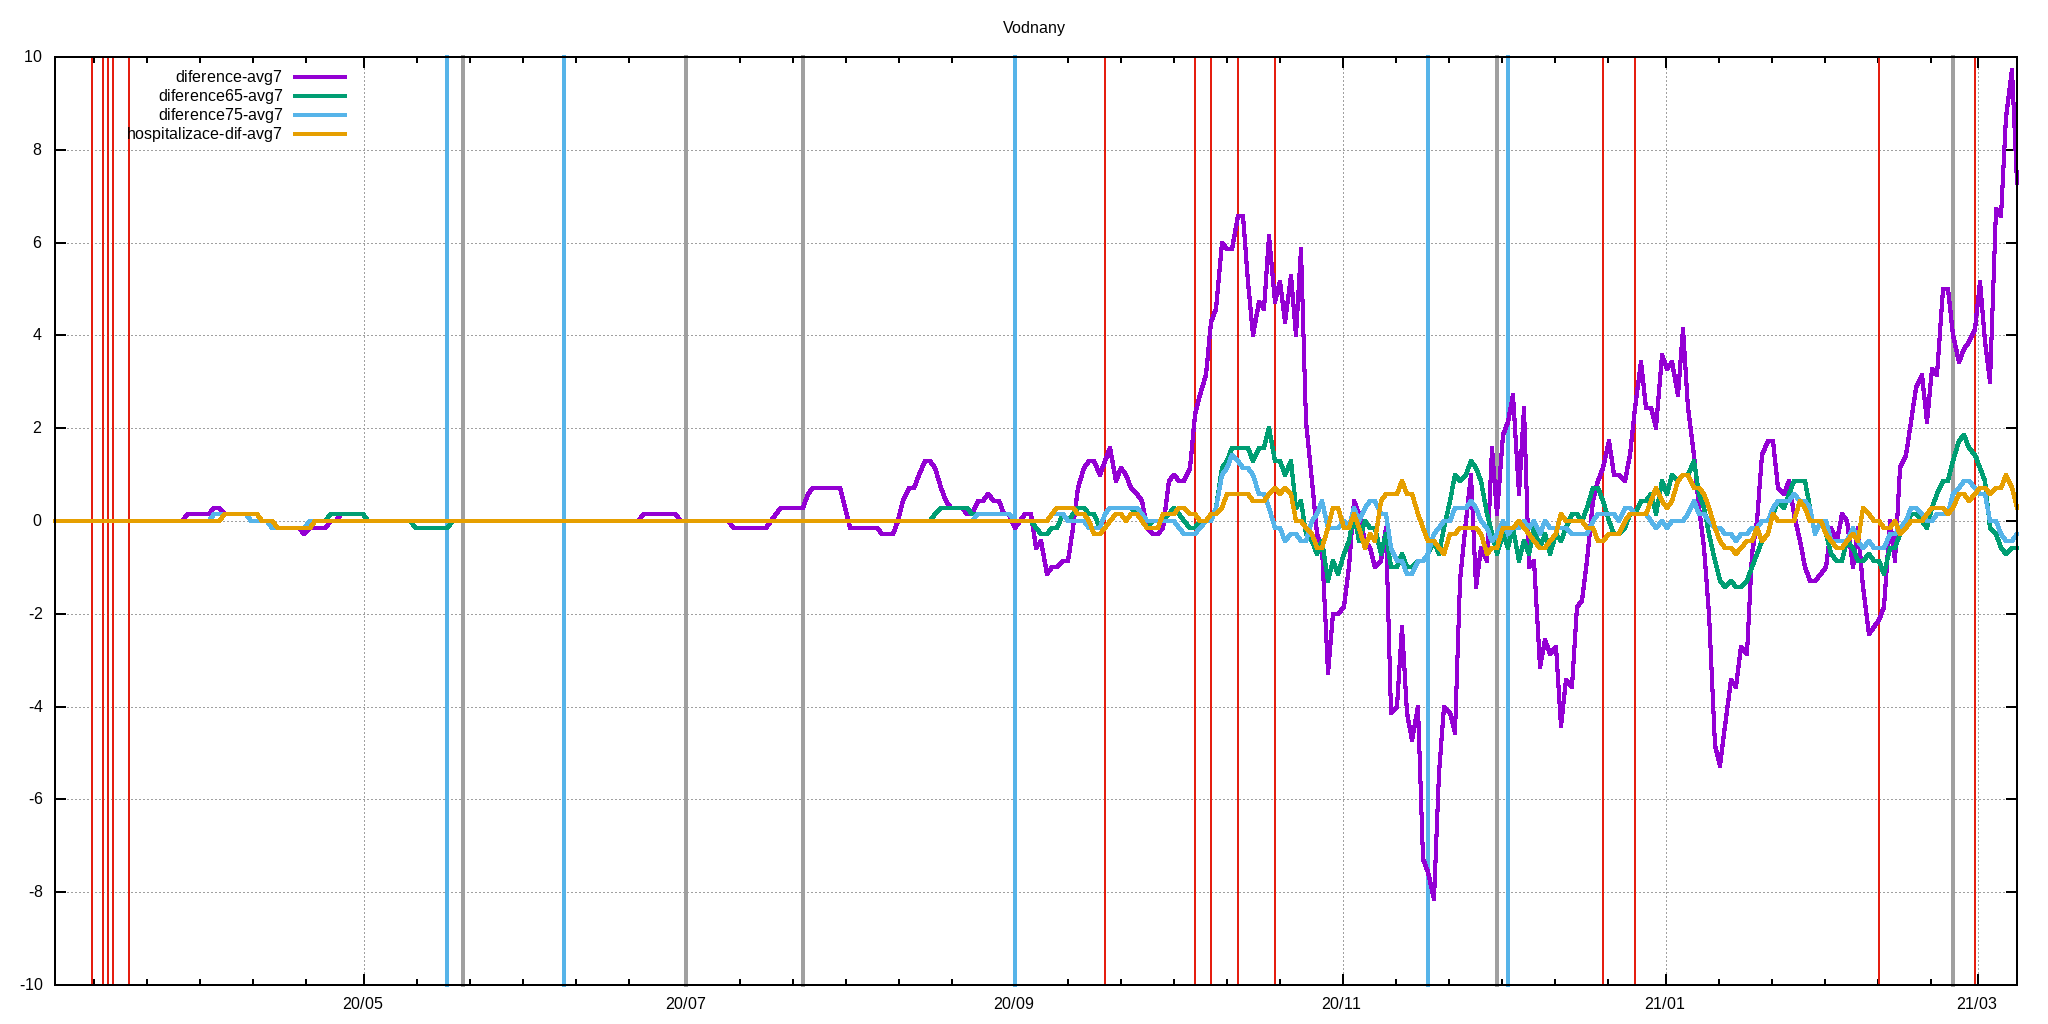 Vodnany
diference-avg7
diference65-avg7
diference75-avg7
hospitalizace-dif-avg7
10
8
6
4
2
0
-2
-4
-6
-8
-10
20/05 20/07 20/09 20/11 21/01 21/03